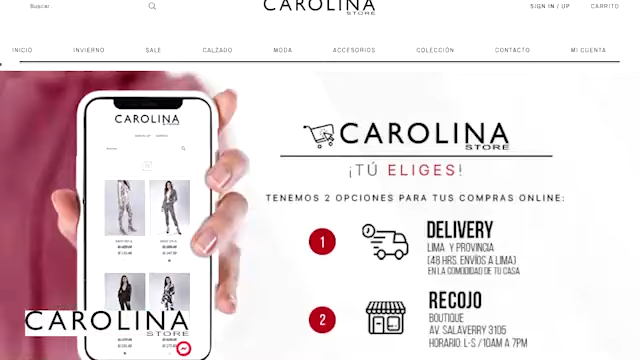 Buscar...
CAROLINA
STORE
SIGN IN / UP
CARRITO
INICIO
INVIERNO
SALE
CALZADO
MODA
ACCESORIOS
COLECCIÓN
CONTACTO
MI CUENTA
CAROLINA
CAROLINA
STORE
¡TÚ ELIGES!
TENEMOS 2 OPCIONES PARA TUS COMPRAS ONLINE:
1
DELIVERY
LIMA Y PROVINCIA
(48 HRS. ENVÍOS A LIMA)
EN LA COMODIDAD DE TU CASA
2
RECOJO
BOUTIQUE
AV. SALAVERRY 3105
HORARIO: L-S / 10AM A 7PM
CAROLINA
STORE